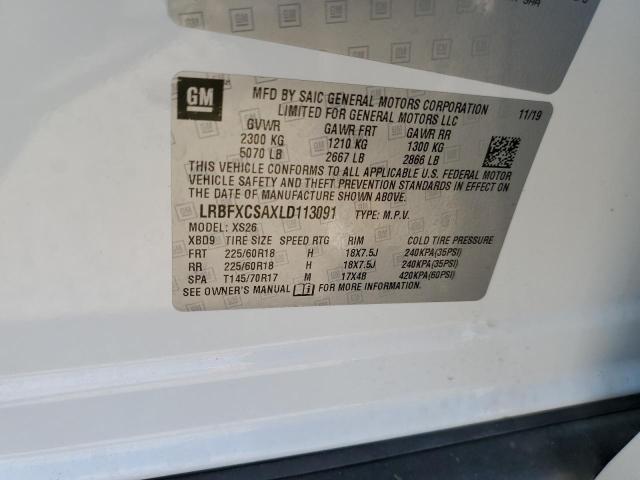 GM
MFD BY SAIC GENERAL MOTORS CORPORATION
LIMITED FOR GENERAL MOTORS LLC
11/19
GVWR GAWR FRT GAWR RR
2300 KG 1210 KG 1300 KG
5070 LB 2667 LB 2866 LB
THIS VEHICLE CONFORMS TO ALL APPLICABLE U.S. FEDERAL MOTOR
VEHICLE SAFETY AND THEFT PREVENTION STANDARDS IN EFFECT ON
THE DATE OF MANUFACTURE SHOWN ABOVE.
LRBFXCSAXLD113091 TYPE: M.P.V.
MODEL: XS26
XBD9 TIRE SIZE SPEED RTG RIM COLD TIRE PRESSURE
FRT 225/60R18 H 18X7.5J 240KPA(35PSI)
RR 225/60R18 H 18X7.5J 240KPA(35PSI)
SPA T145/70R17 M 17X4B 420KPA(60PSI)
SEE OWNER'S MANUAL FOR MORE INFORMATION